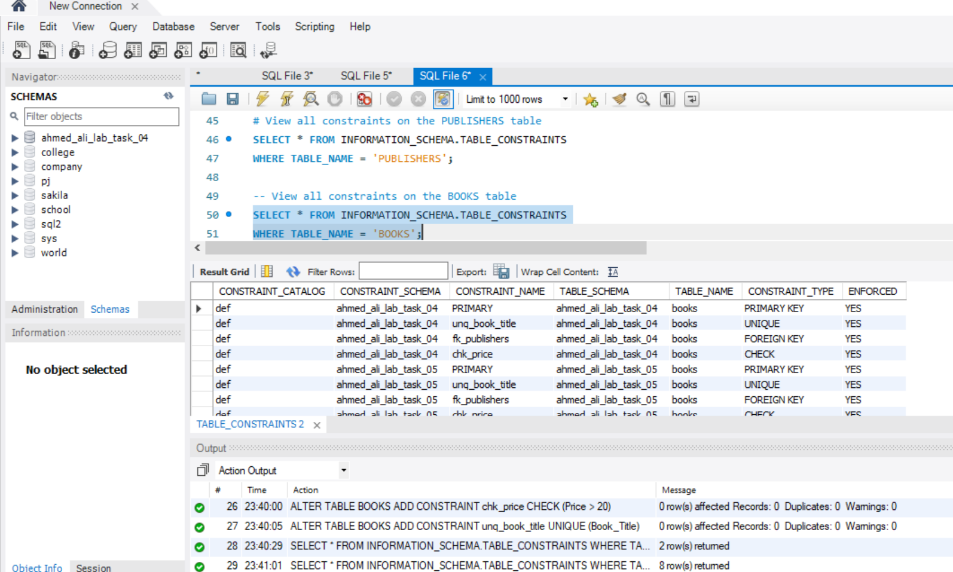 New Connection ×
File Edit View Query Database Server Tools Scripting Help
Navigator
SCHEMAS
Filter objects
ahmed_ali_lab_task_04
college
company
pj
sakila
school
sql2
sys
world
Administration Schemas
Information
No object selected
Object Info Session
* SQL File 3* SQL File 5* SQL File 6* ×
Limit to 1000 rows
45 # View all constraints on the PUBLISHERS table
46 SELECT * FROM INFORMATION_SCHEMA.TABLE_CONSTRAINTS
47 WHERE TABLE_NAME = 'PUBLISHERS';
48
49 -- View all constraints on the BOOKS table
50 SELECT * FROM INFORMATION_SCHEMA.TABLE_CONSTRAINTS
51 WHERE TABLE_NAME = 'BOOKS';
Result Grid Filter Rows: Export: Wrap Cell Content: IA
CONSTRAINT_CATALOG CONSTRAINT_SCHEMA CONSTRAINT_NAME TABLE_SCHEMA TABLE_NAME CONSTRAINT_TYPE ENFORCED
def ahmed_ali_lab_task_04 PRIMARY ahmed_ali_lab_task_04 books PRIMARY KEY YES
def ahmed_ali_lab_task_04 unq_book_title ahmed_ali_lab_task_04 books UNIQUE YES
def ahmed_ali_lab_task_04 fk_publishers ahmed_ali_lab_task_04 books FOREIGN KEY YES
def ahmed_ali_lab_task_04 chk_price ahmed_ali_lab_task_04 books CHECK YES
def ahmed_ali_lab_task_05 PRIMARY ahmed_ali_lab_task_05 books PRIMARY KEY YES
def ahmed_ali_lab_task_05 unq_book_title ahmed_ali_lab_task_05 books UNIQUE YES
def ahmed_ali_lab_task_05 fk_publishers ahmed_ali_lab_task_05 books FOREIGN KEY YES
def ahmed_ali_lab_task_05 chk_price ahmed_ali_lab_task_05 books CHECK YES
TABLE_CONSTRAINTS 2 ×
Output
Action Output
# Time Action Message
26 23:40:00 ALTER TABLE BOOKS ADD CONSTRAINT chk_price CHECK (Price > 20) 0 row(s) affected Records: 0 Duplicates: 0 Warnings: 0
27 23:40:05 ALTER TABLE BOOKS ADD CONSTRAINT unq_book_title UNIQUE (Book_Title) 0 row(s) affected Records: 0 Duplicates: 0 Warnings: 0
28 23:40:29 SELECT * FROM INFORMATION_SCHEMA.TABLE_CONSTRAINTS WHERE TA... 2 row(s) returned
29 23:41:01 SELECT * FROM INFORMATION_SCHEMA.TABLE_CONSTRAINTS WHERE TA... 8 row(s) returned